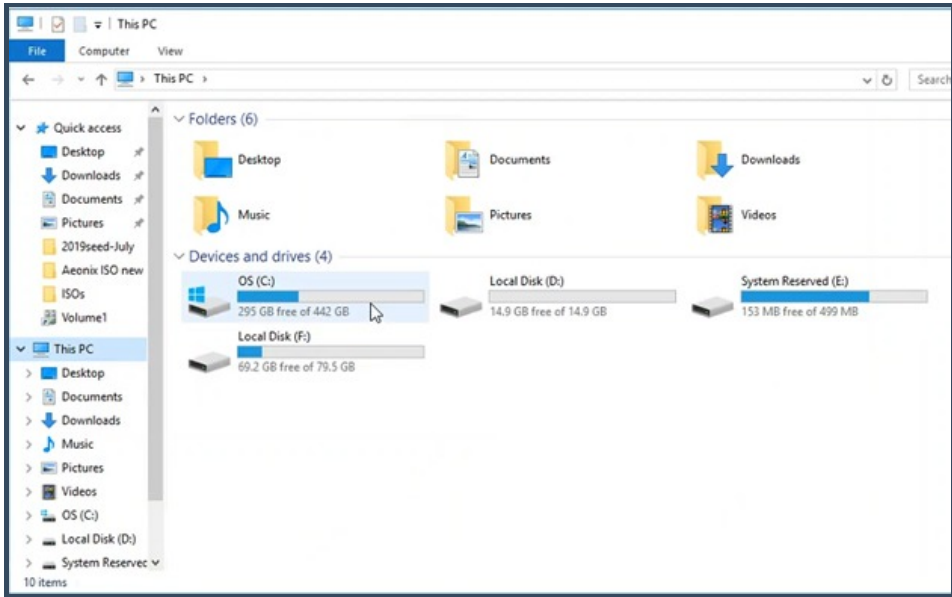 This PC
File Computer View
This PC
Search
Quick access
Desktop
Downloads
Documents
Pictures
2019seed-July
Aeonix ISO new
ISOs
Volume1
This PC
Desktop
Documents
Downloads
Music
Pictures
Videos
OS (C:)
Local Disk (D:)
System Reserved
10 items
Folders (6)
Desktop Documents Downloads
Music Pictures Videos
Devices and drives (4)
OS (C:) Local Disk (D:) System Reserved (E:)
295 GB free of 442 GB 14.9 GB free of 14.9 GB 153 MB free of 499 MB
Local Disk (F:)
69.2 GB free of 79.5 GB